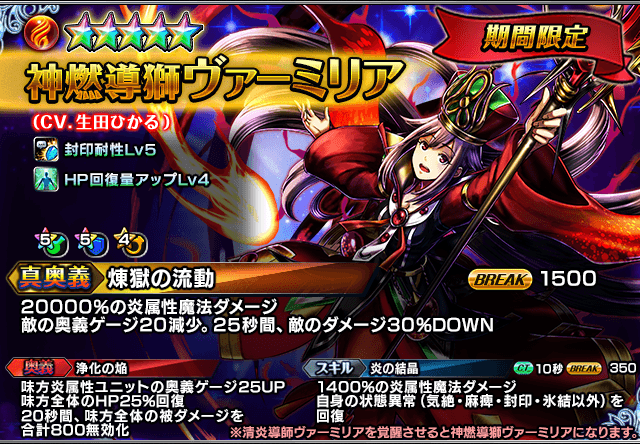 期間限定
神燃導獅ヴァーミリア
(CV.生田ひかる)
封印耐性Lv5
HP回復量アップLv4
5 5 4
真奥義 煉獄の流動 BREAK 1500
20000%の炎属性魔法ダメージ
敵の奥義ゲージ20減少。25秒間、敵のダメージ30%DOWN
奥義 浄化の焔
味方炎属性ユニットの奥義ゲージ25UP
味方全体のHP25%回復
20秒間、味方全体の被ダメージを
合計800無効化
スキル 炎の結晶 CT 10秒 BREAK 350
1400%の炎属性魔法ダメージ
自身の状態異常(気絶・麻痺・封印・氷結以外)を
回復
※清炎導師ヴァーミリアを覚醒させると神燃導獅ヴァーミリアになります。